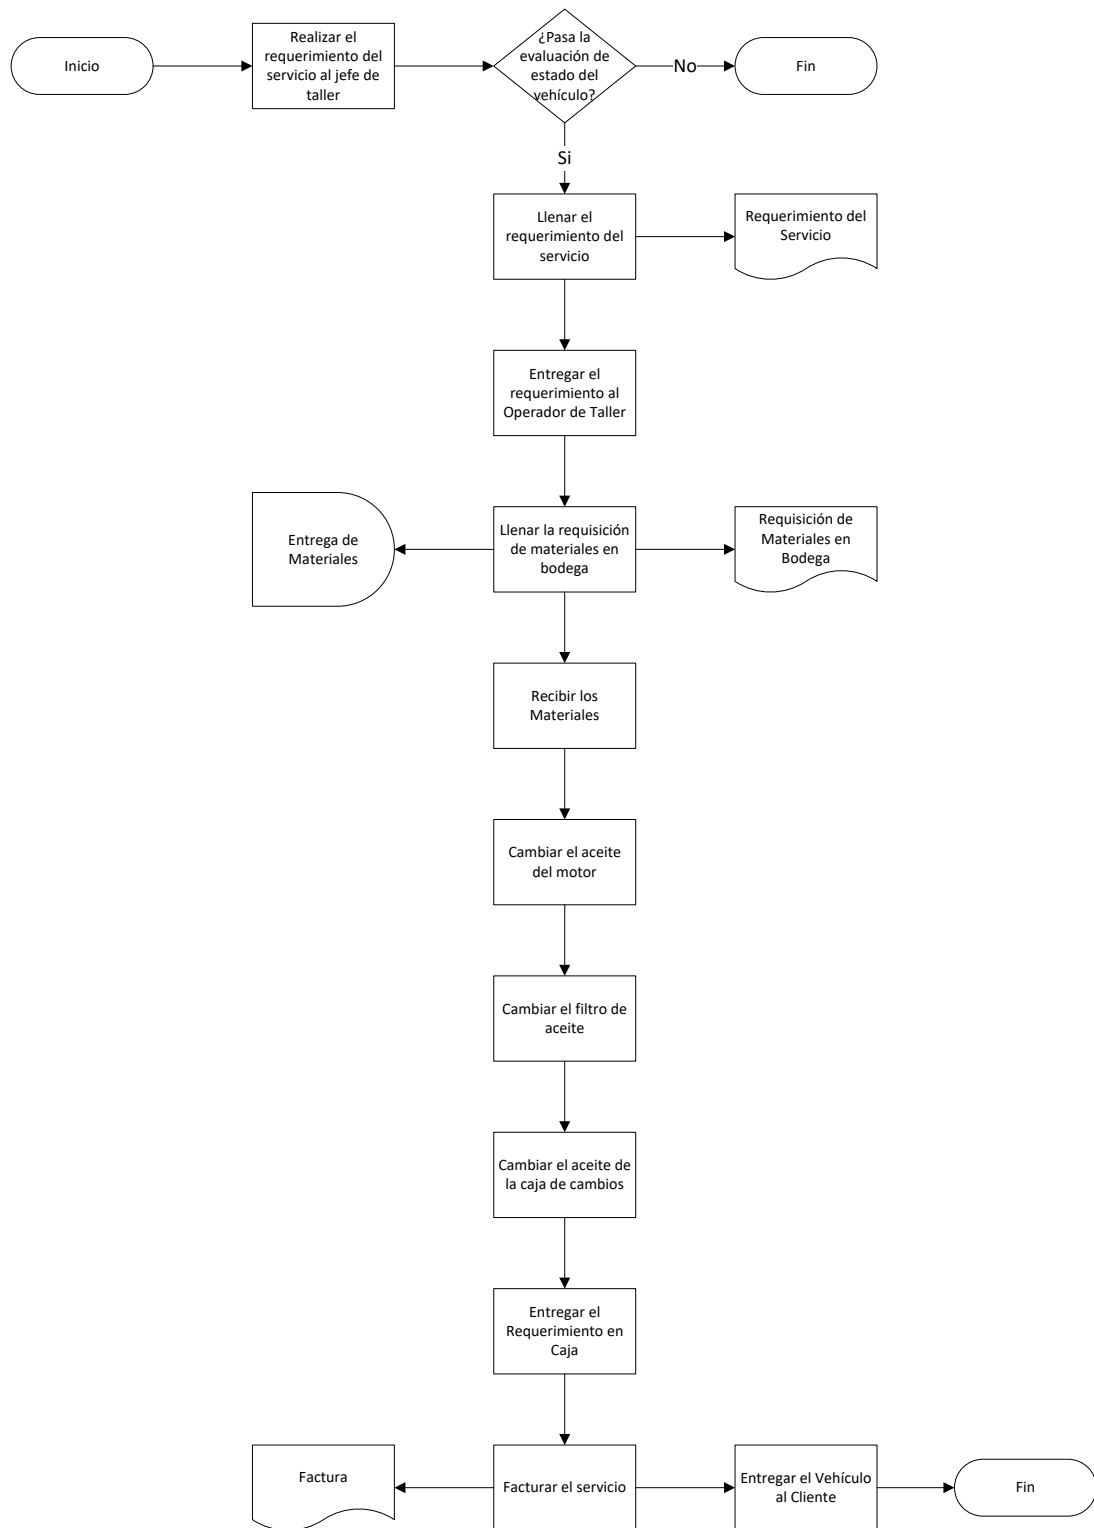 Inicio
Realizar el
requerimiento del
servicio al jefe de
taller
¿Pasa la
evaluación de
estado del
vehículo?
No
Fin
Si
Llenar el
requerimiento del
servicio
Requerimiento del
Servicio
Entregar el
requerimiento al
Operador de Taller
Entrega de
Materiales
Llenar la requisición
de materiales en
bodega
Requisición de
Materiales en
Bodega
Recibir los
Materiales
Cambiar el aceite
del motor
Cambiar el filtro de
aceite
Cambiar el aceite de
la caja de cambios
Entregar el
Requerimiento en
Caja
Factura
Facturar el servicio
Entregar el Vehículo
al Cliente
Fin